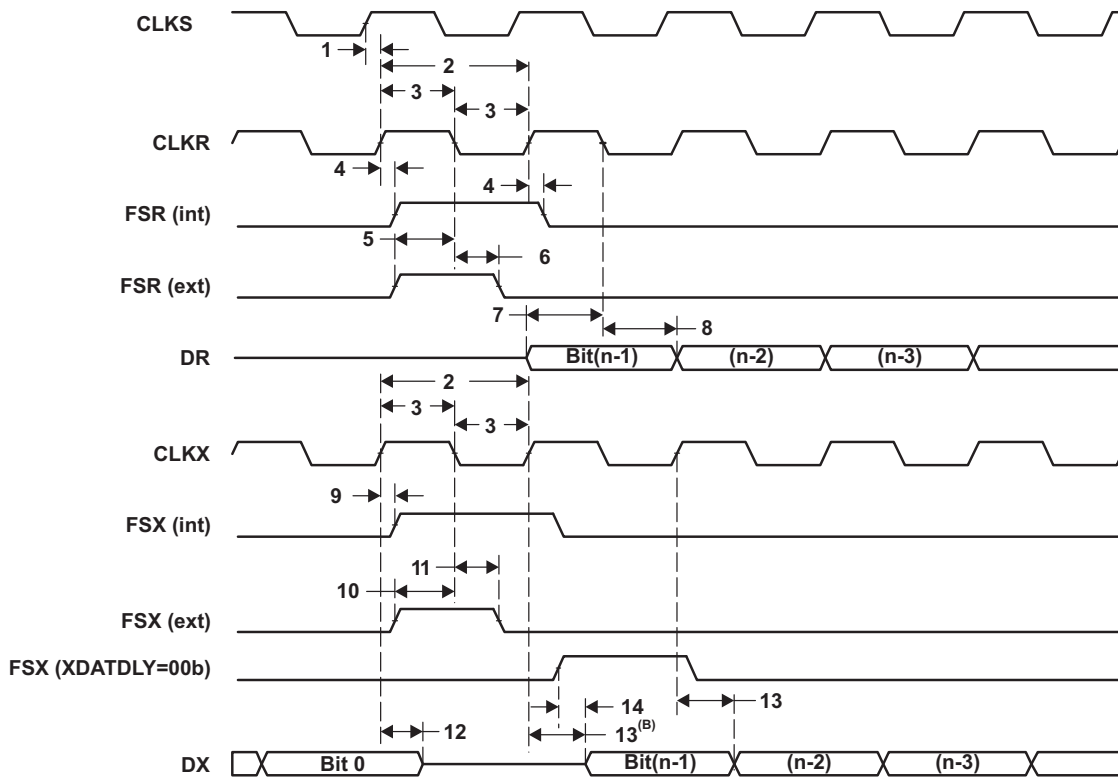 CLKS
1
2
3
3
CLKR
4
4
FSR (int)
5
6
FSR (ext)
7
8
DR
Bit(n-1)
(n-2)
(n-3)
2
3
3
CLKX
9
FSX (int)
11
10
FSX (ext)
FSX (XDATDLY=00b)
14
13
12
13(B)
DX
Bit 0
Bit(n-1)
(n-2)
(n-3)